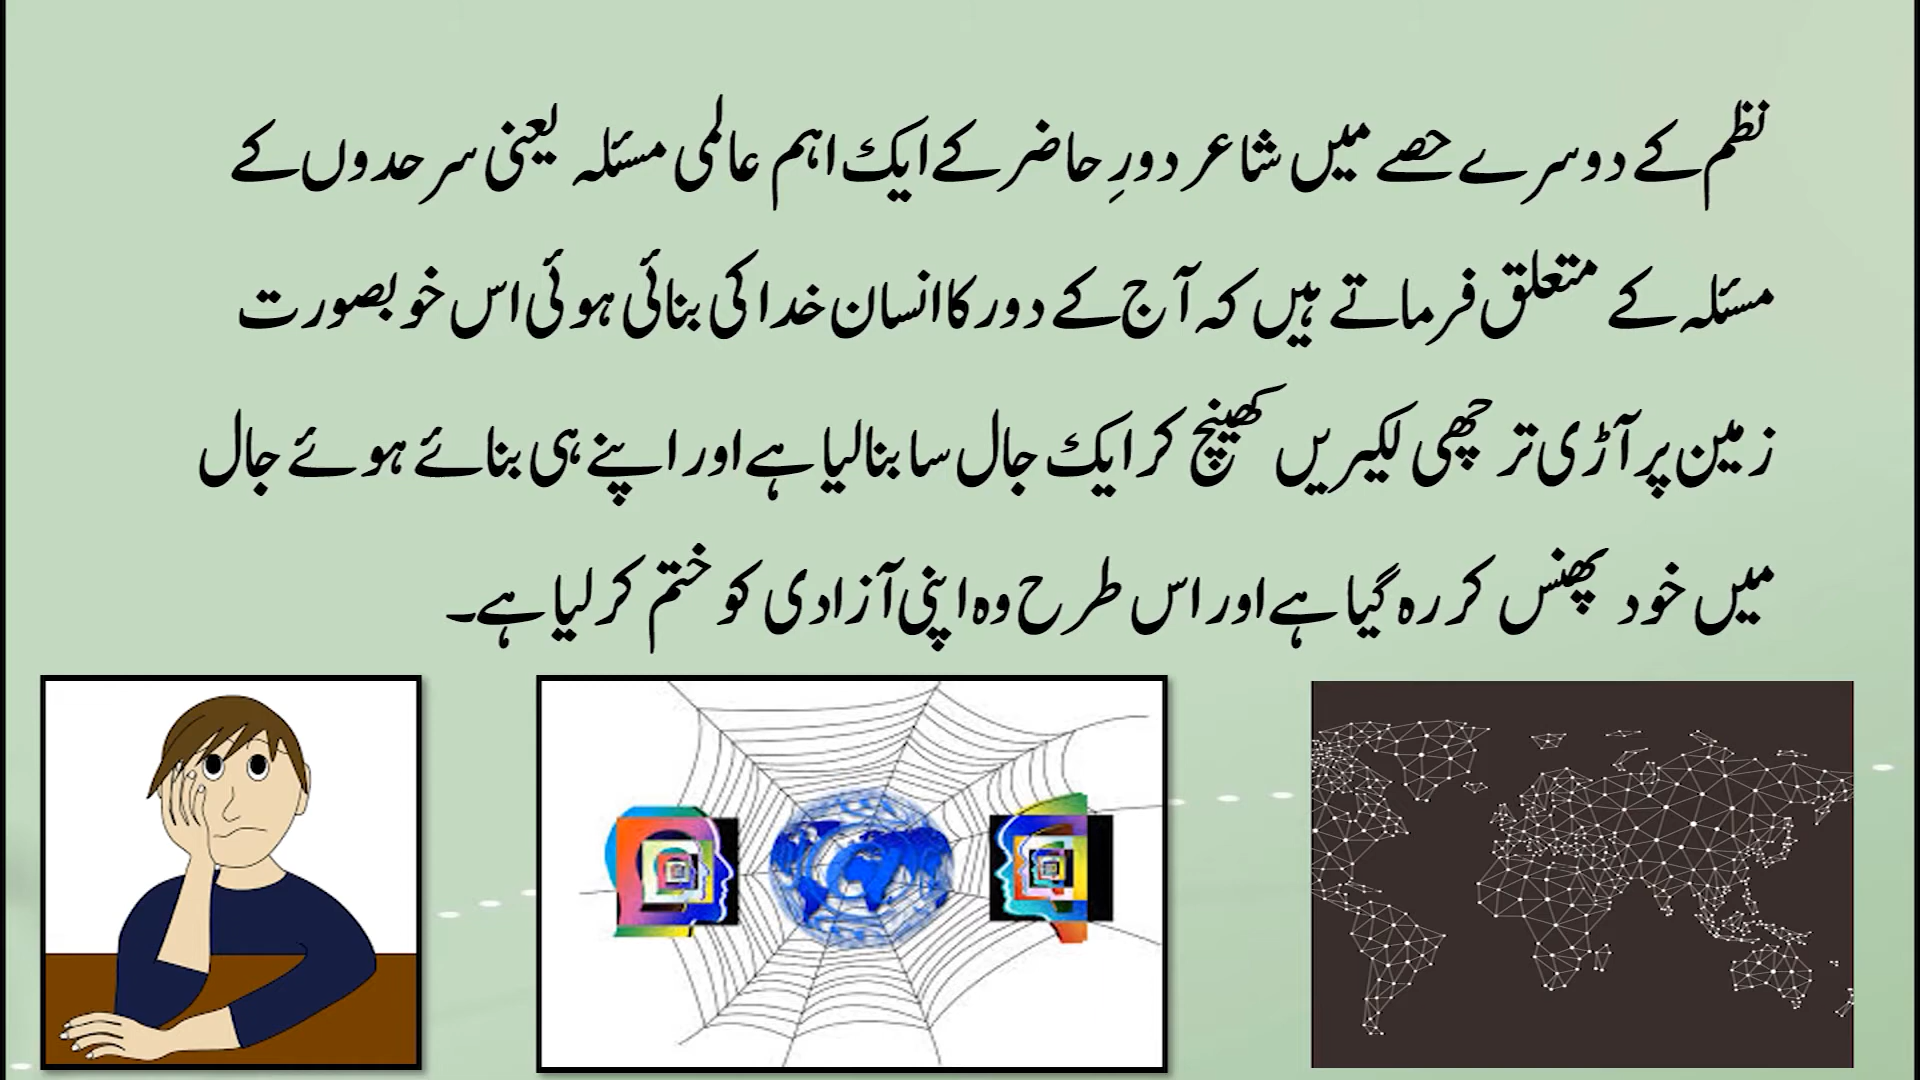 نظم کے دوسرے حصے میں شاعر دورِ حاضر کے ایک اہم عالمی مسئلہ یعنی سرحدوں کے
مسئلہ کے متعلق فرماتے ہیں کہ آج کے دور کا انسان خدا کی بنائی ہوئی اس خوبصورت
زمین پر آڑی ترچھی لکیریں کھینچ کر ایک جال سا بنا لیا ہے اور اپنے ہی بنائے ہوئے جال
میں خود پھنس کر رہ گیا ہے اور اس طرح وہ اپنی آزادی کو ختم کر لیا ہے۔